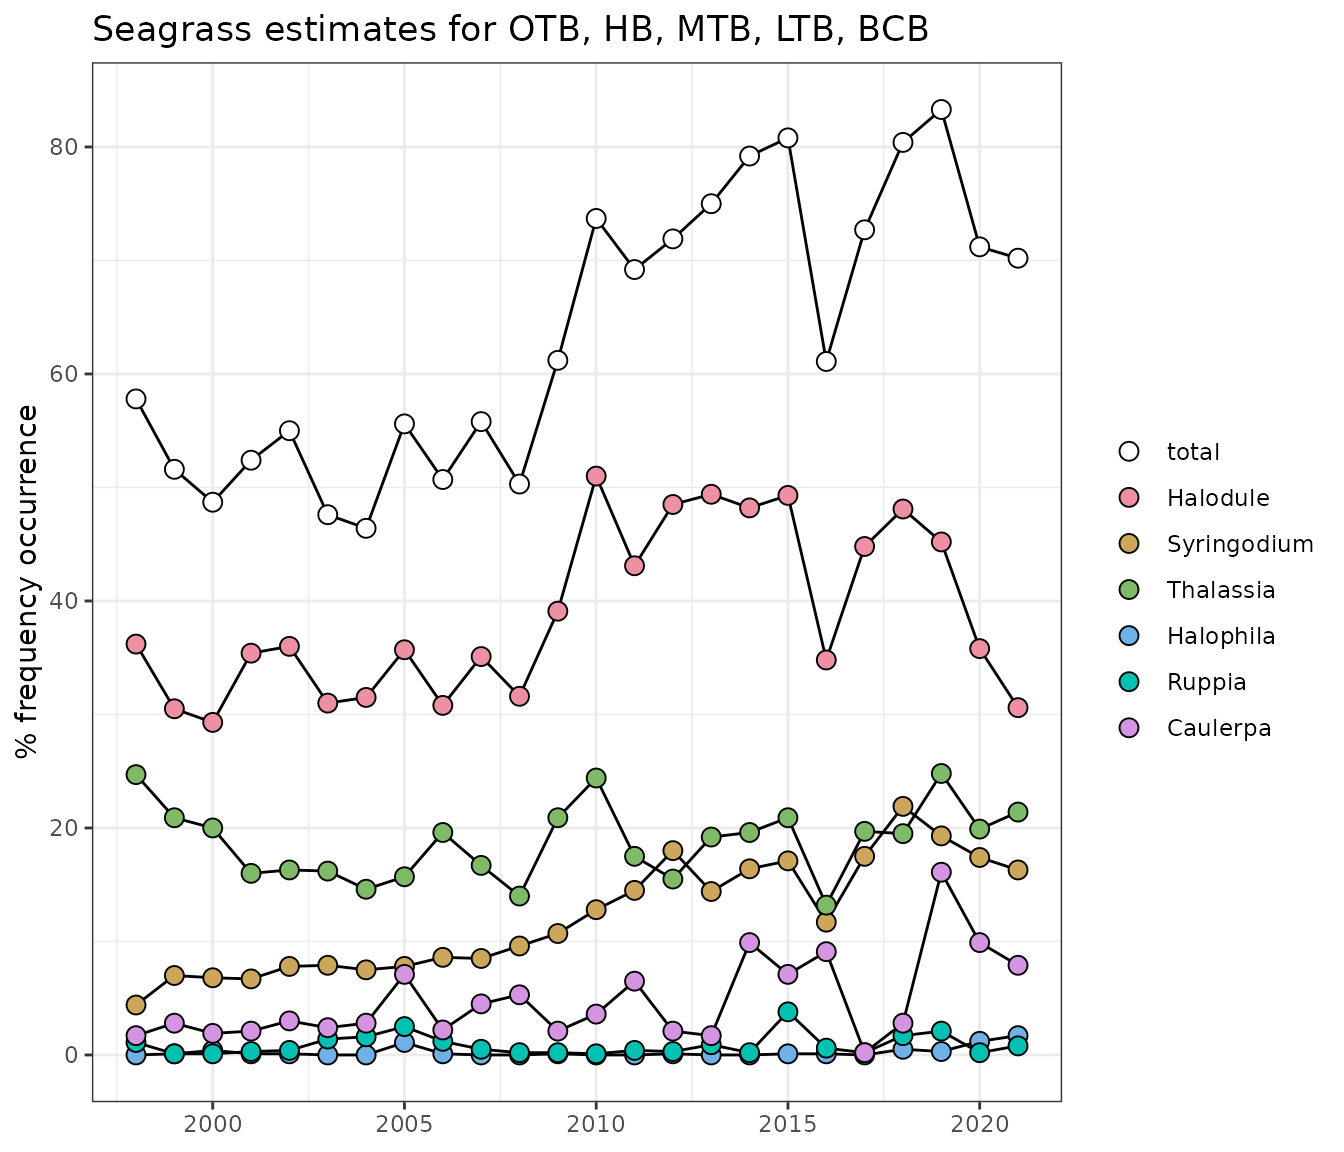 Seagrass estimates for OTB, HB, MTB, LTB, BCB
% frequency occurrence
80
60
40
20
0
2000 2005 2010 2015 2020
total
Halodule
Syringodium
Thalassia
Halophila
Ruppia
Caulerpa